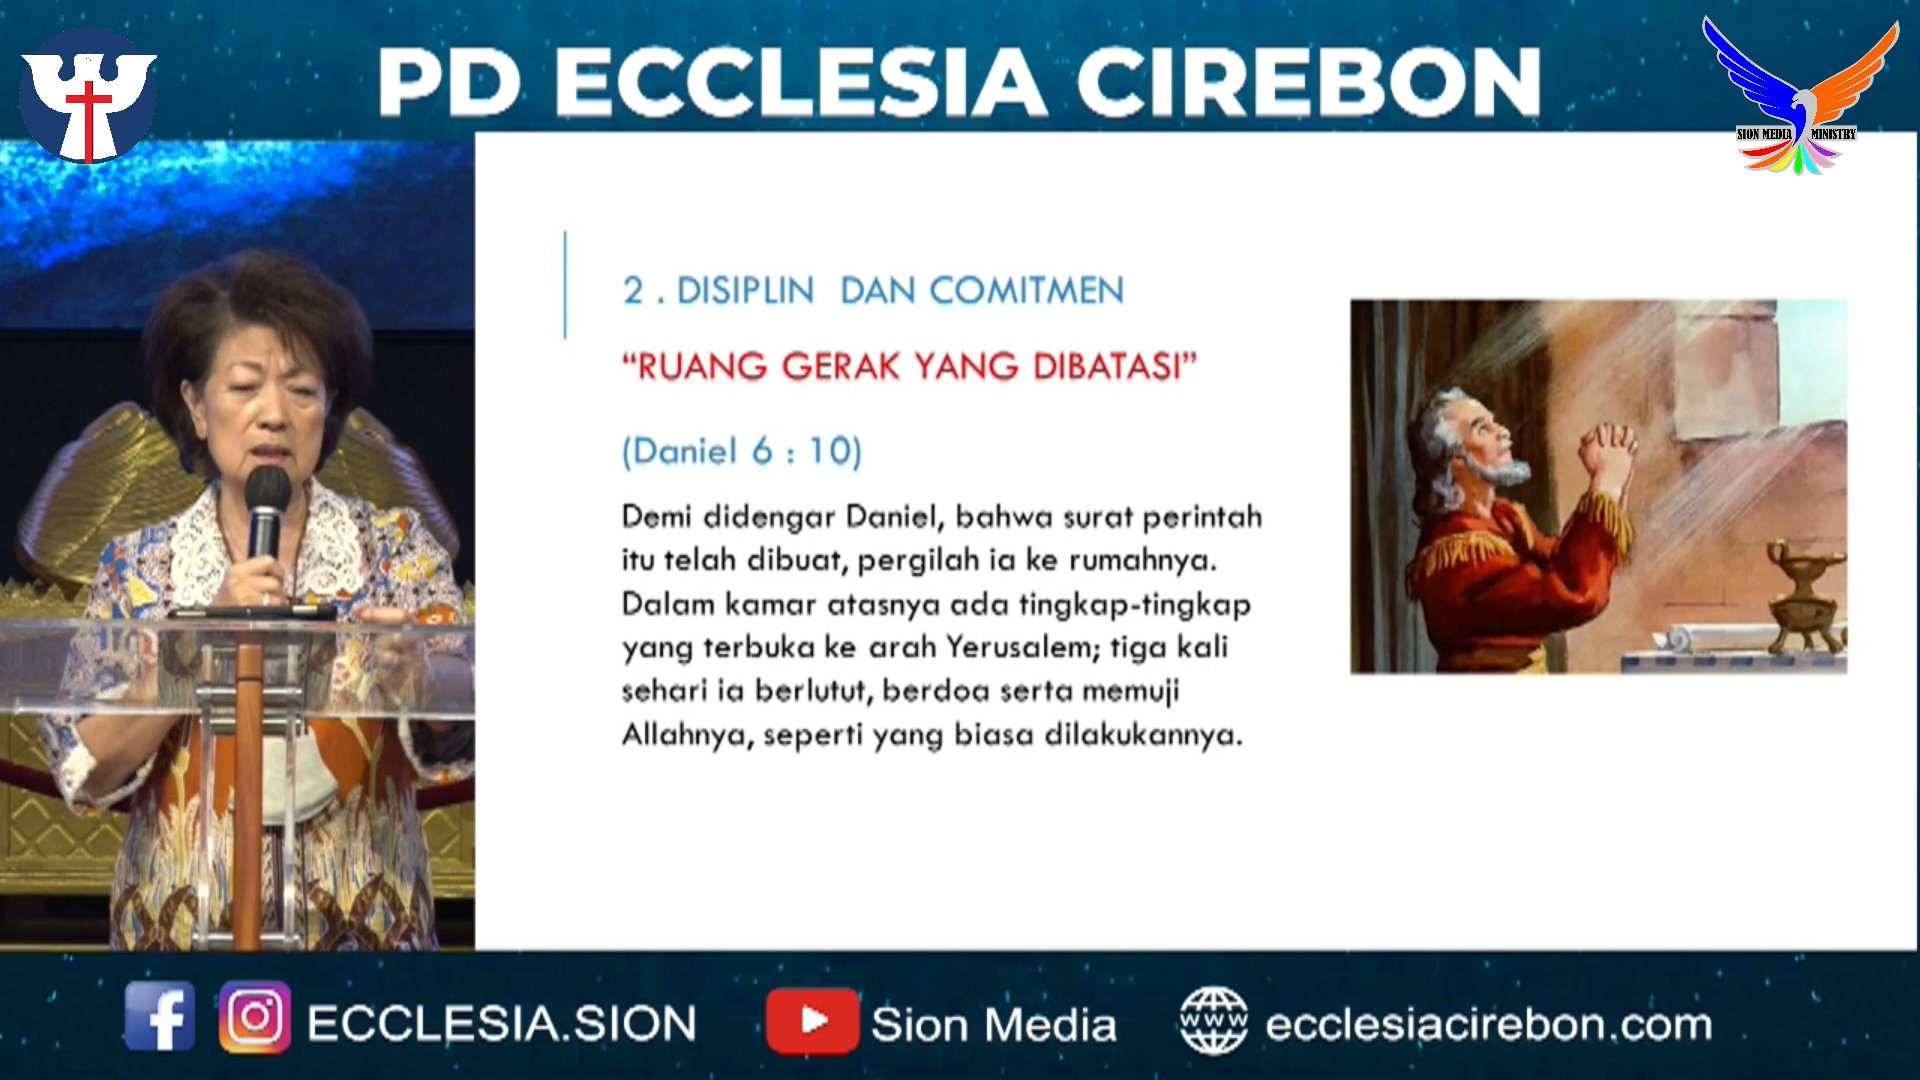 PD ECCLESIA CIREBON
SION MEDIA MINISTRY
2 . DISIPLIN DAN COMITMEN
“RUANG GERAK YANG DIBATASI”
(Daniel 6 : 10)
Demi didengar Daniel, bahwa surat perintah
itu telah dibuat, pergilah ia ke rumahnya.
Dalam kamar atasnya ada tingkap-tingkap
yang terbuka ke arah Yerusalem; tiga kali
sehari ia berlutut, berdoa serta memuji
Allahnya, seperti yang biasa dilakukannya.
f ECCLESIA.SION Sion Media WWW ecclesiacirebon.com